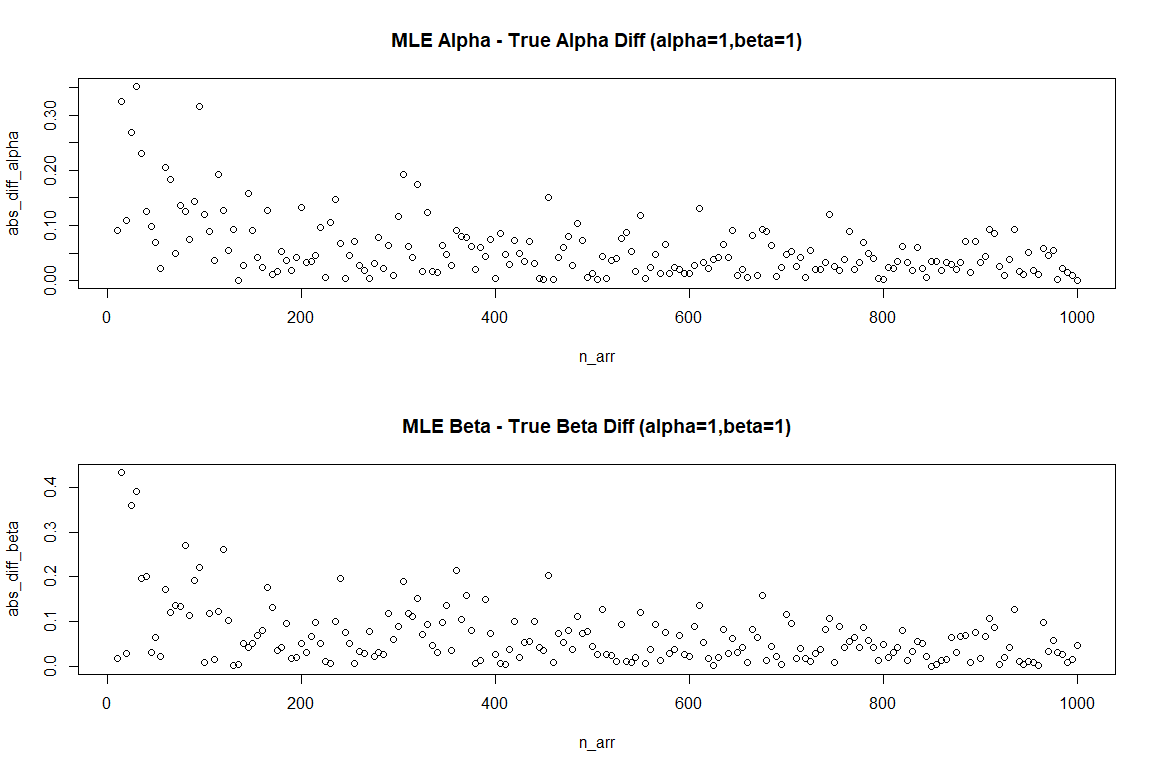 MLE Alpha - True Alpha Diff (alpha=1,beta=1)
abs_diff_alpha
0.00 0.10 0.20 0.30
0 200 400 600 800 1000
n_arr
MLE Beta - True Beta Diff (alpha=1,beta=1)
abs_diff_beta
0.0 0.1 0.2 0.3 0.4
0 200 400 600 800 1000
n_arr